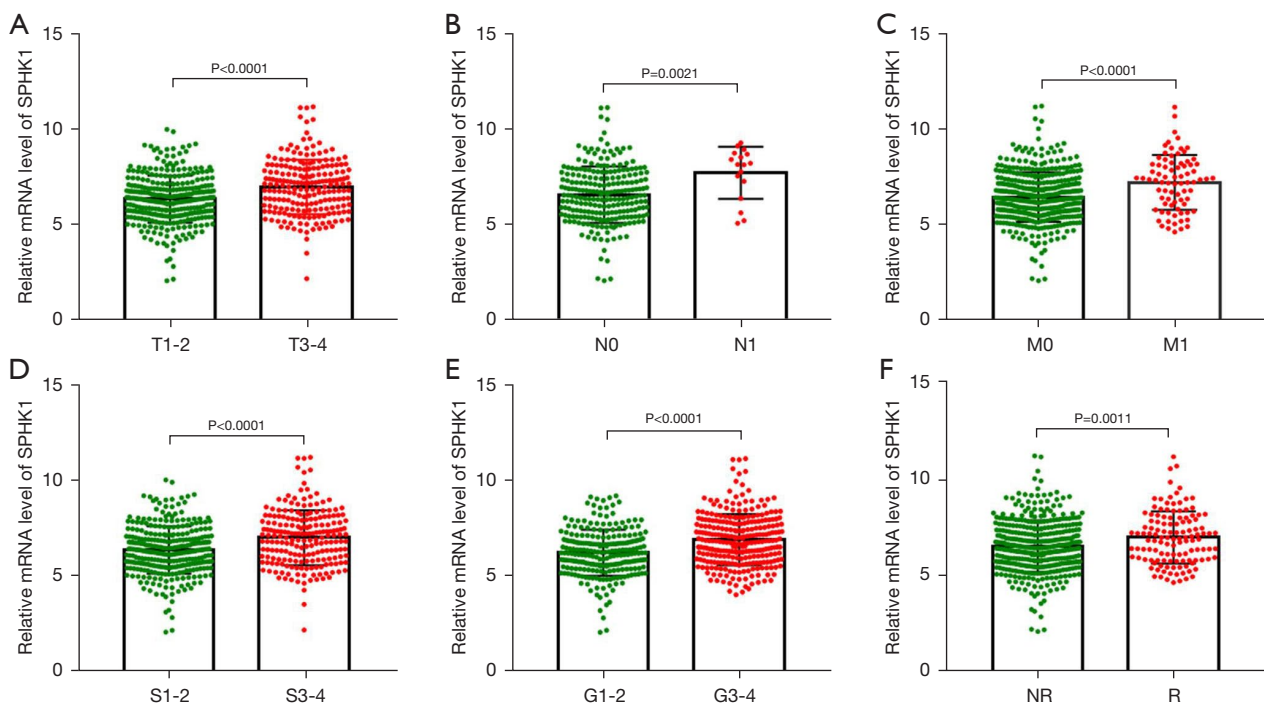 A
Relative mRNA level of SPHK1
15
10
5
0
P<0.0001
T1-2
T3-4
B
Relative mRNA level of SPHK1
15
10
5
0
P=0.0021
N0
N1
C
Relative mRNA level of SPHK1
15
10
5
0
P<0.0001
M0
M1
D
Relative mRNA level of SPHK1
15
10
5
0
P<0.0001
S1-2
S3-4
E
Relative mRNA level of SPHK1
15
10
5
0
P<0.0001
G1-2
G3-4
F
Relative mRNA level of SPHK1
15
10
5
0
P=0.0011
NR
R